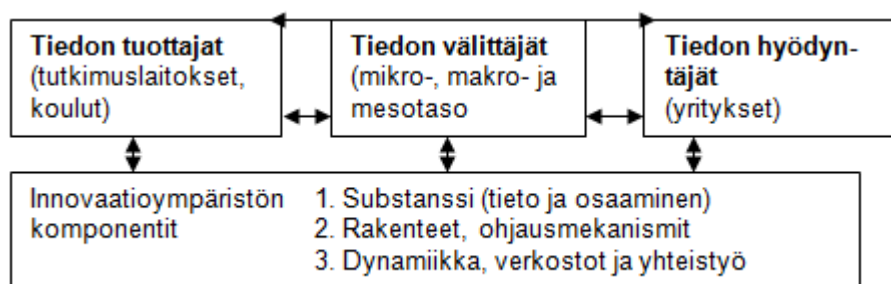 Tiedon tuottajat
(tutkimuslaitokset,
koulut)
Tiedon välittäjät
(mikro-, makro- ja
mesotaso
Tiedon hyödyn-
täjät
(yritykset)
Innovaatioympäristön
komponentit
1. Substanssi (tieto ja osaaminen)
2. Rakenteet, ohjausmekanismit
3. Dynamiikka, verkostot ja yhteistyö